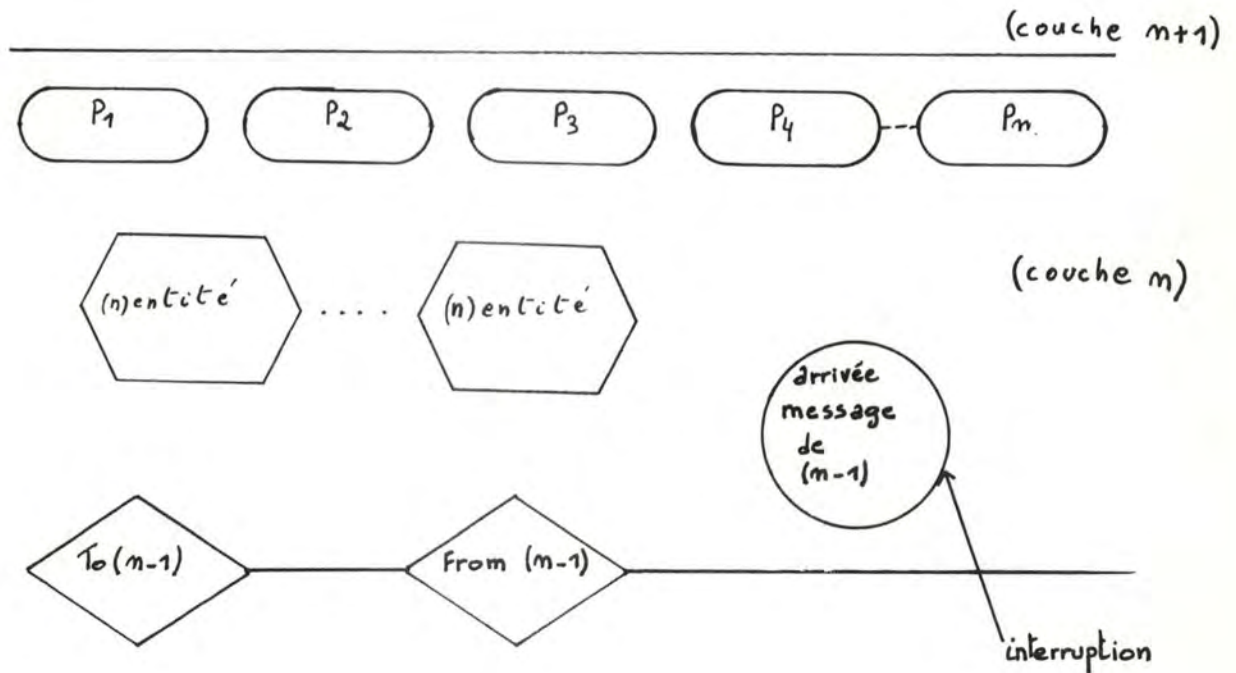 (couche n+1)
P1 P2 P3 P4 Pn.
(n) entité .... (n) entité
(couche n)
arrivée
message
de
(n-1)
To (n-1) From (n-1)
interruption